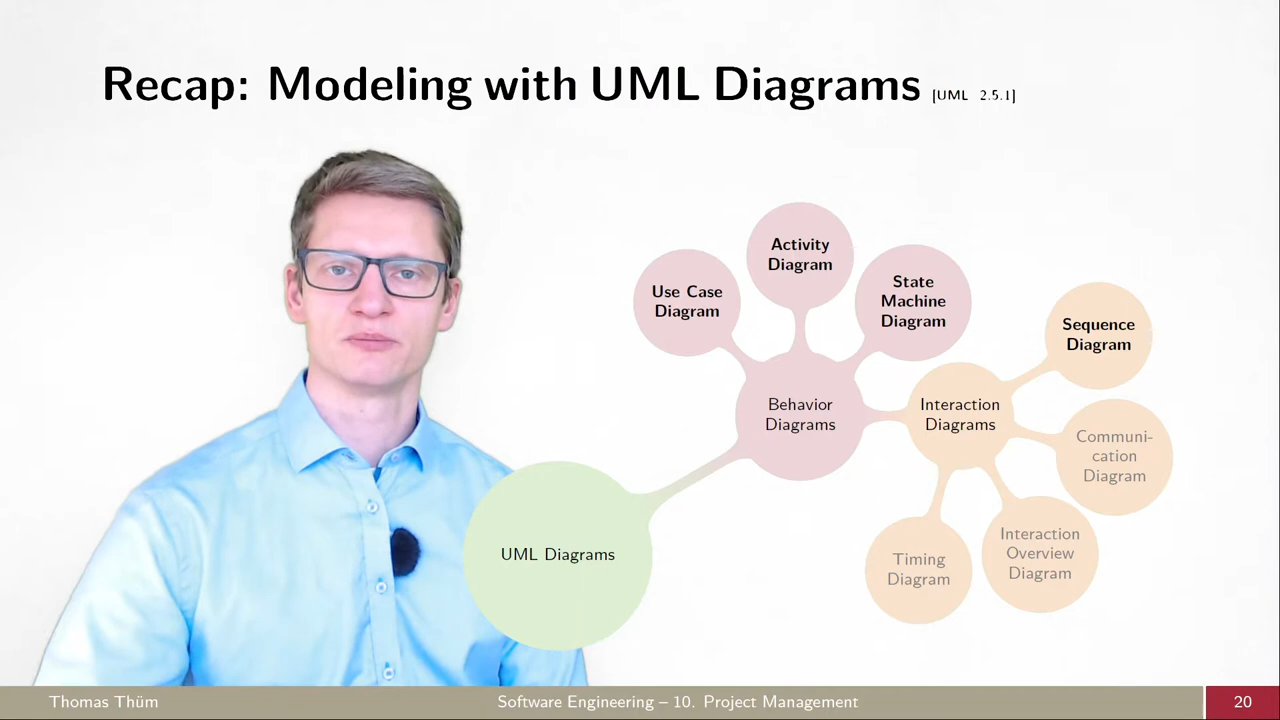 Recap: Modeling with UML Diagrams [UML 2.5.1]
Activity
Diagram
Use Case
Diagram
State
Machine
Diagram
Sequence
Diagram
Behavior
Diagrams
Interaction
Diagrams
Communi-
cation
Diagram
UML Diagrams
Timing
Diagram
Interaction
Overview
Diagram
Thomas Thüm
Software Engineering – 10. Project Management
20